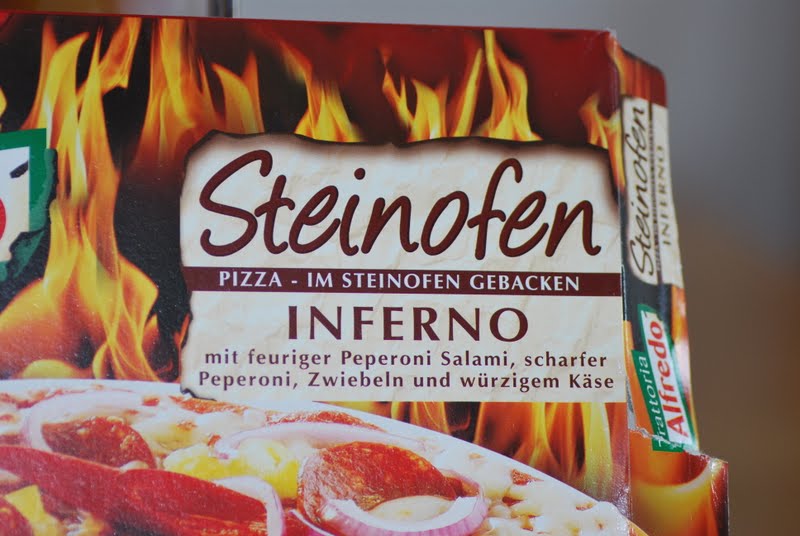 Steinofen
PIZZA - IM STEINOFEN GEBACKEN
INFERNO
mit feuriger Peperoni Salami, scharfer
Peperoni, Zwiebeln und würzigem Käse
Steinofen
INFERNO
Trattoria
Alfredo